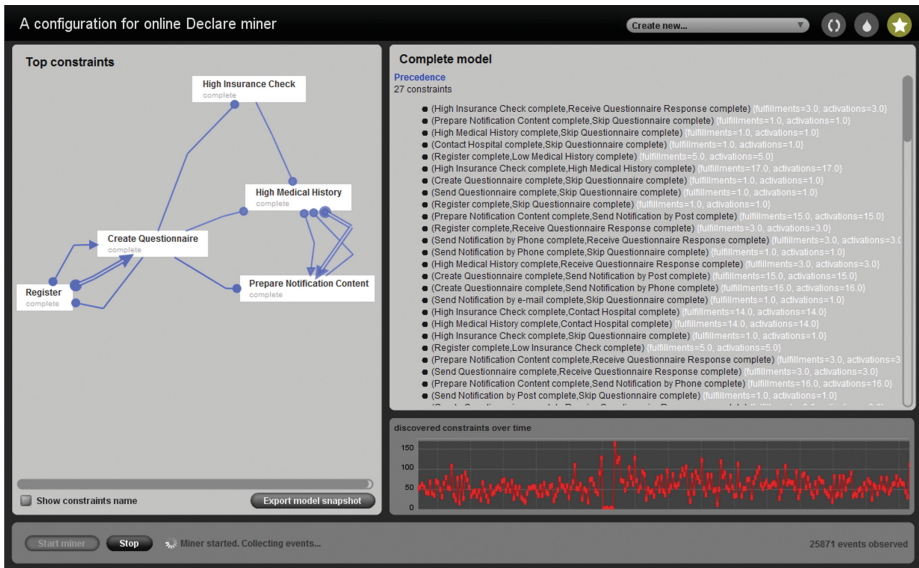 A configuration for online Declare miner
Create new...
Top constraints
High Insurance Check
complete
High Medical History
complete
Create Questionnaire
complete
Register
complete
Prepare Notification Content
complete
Show constraints name
Export model snapshot
Complete model
Precedence
27 constraints
(High Insurance Check complete,Receive Questionnaire Response complete) {fulfillments=3.0, activations=3.0}
(Prepare Notification Content complete,Skip Questionnaire complete) {fulfillments=1.0, activations=1.0}
(High Medical History complete,Skip Questionnaire complete) {fulfillments=1.0, activations=1.0}
(Contact Hospital complete,Skip Questionnaire complete) {fulfillments=1.0, activations=1.0}
(Register complete,Low Medical History complete) {fulfillments=5.0, activations=5.0}
(High Insurance Check complete,High Medical History complete) {fulfillments=17.0, activations=17.0}
(Create Questionnaire complete,Skip Questionnaire complete) {fulfillments=1.0, activations=1.0}
(Send Questionnaire complete,Skip Questionnaire complete) {fulfillments=1.0, activations=1.0}
(Register complete,Skip Questionnaire complete) {fulfillments=1.0, activations=1.0}
(Prepare Notification Content complete,Send Notification by Post complete) {fulfillments=15.0, activations=15.0}
(Register complete,Receive Questionnaire Response complete) {fulfillments=3.0, activations=3.0}
(Send Notification by Phone complete,Receive Questionnaire Response complete) {fulfillments=3.0, activations=3.0
(Send Notification by Phone complete,Skip Questionnaire complete) {fulfillments=1.0, activations=1.0}
(High Medical History complete,Receive Questionnaire Response complete) {fulfillments=3.0, activations=3.0}
(Create Questionnaire complete,Send Notification by Post complete) {fulfillments=15.0, activations=15.0}
(Create Questionnaire complete,Send Notification by Phone complete) {fulfillments=16.0, activations=16.0}
(Send Notification by e-mail complete,Skip Questionnaire complete) {fulfillments=1.0, activations=1.0}
(High Insurance Check complete,Contact Hospital complete) {fulfillments=14.0, activations=14.0}
(High Medical History complete,Contact Hospital complete) {fulfillments=14.0, activations=14.0}
(High Insurance Check complete,Skip Questionnaire complete) {fulfillments=1.0, activations=1.0}
(Register complete,Low Insurance Check complete) {fulfillments=5.0, activations=5.0}
(Prepare Notification Content complete,Receive Questionnaire Response complete) {fulfillments=3.0, activations=3
(Send Questionnaire complete,Receive Questionnaire Response complete) {fulfillments=3.0, activations=3.0}
(Prepare Notification Content complete,Send Notification by Phone complete) {fulfillments=16.0, activations=16.0}
(Send Notification by Post complete,Skip Questionnaire complete) {fulfillments=1.0, activations=1.0}
discovered constraints over time
150
100
50
0
Start miner
Stop
Miner started. Collecting events...
25871 events observed